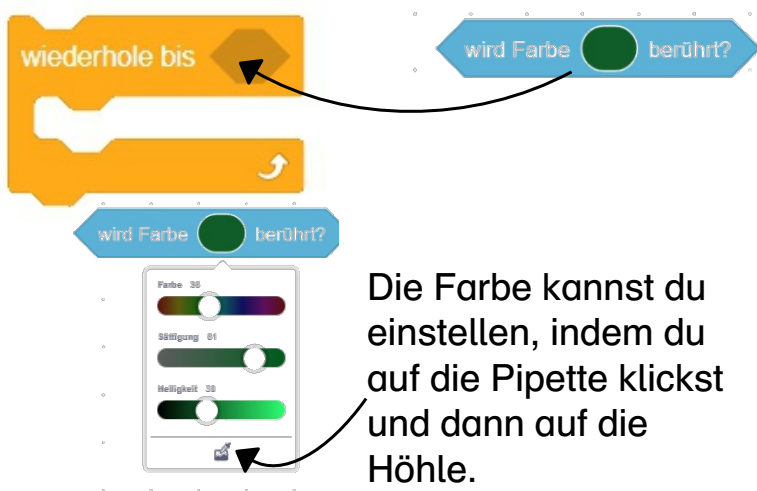 wiederhole bis
wird Farbe berührt?
wird Farbe berührt?
Farbe 36
Sättigung 81
Helligkeit 38
Die Farbe kannst du
einstellen, indem du
auf die Pipette klickst
und dann auf die
Höhle.